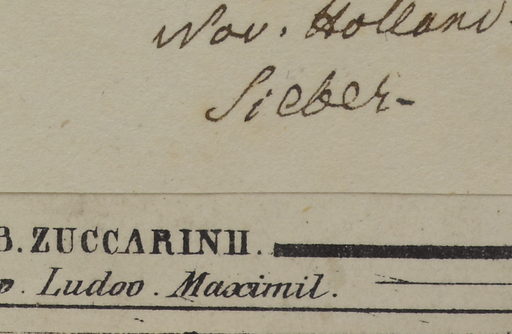 Nov. Holland.
Sieber-
B. ZUCCARINII.
v. Ludov. Maximil.